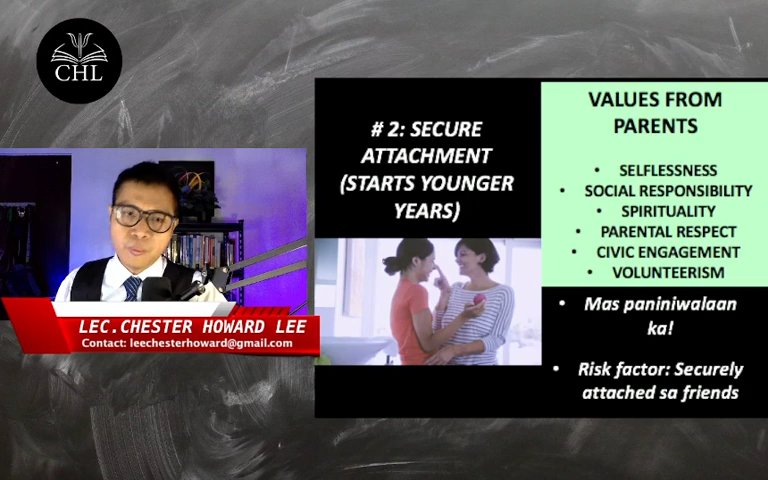 CHL
# 2: SECURE
ATTACHMENT
(STARTS YOUNGER
YEARS)
VALUES FROM
PARENTS
• SELFLESSNESS
• SOCIAL RESPONSIBILITY
• SPIRITUALITY
• PARENTAL RESPECT
• CIVIC ENGAGEMENT
• VOLUNTEERISM
• Mas paniniwalaan
ka!
• Risk factor: Securely
attached sa friends
LEC.CHESTER HOWARD LEE
Contact: leechesterhoward@gmail.com